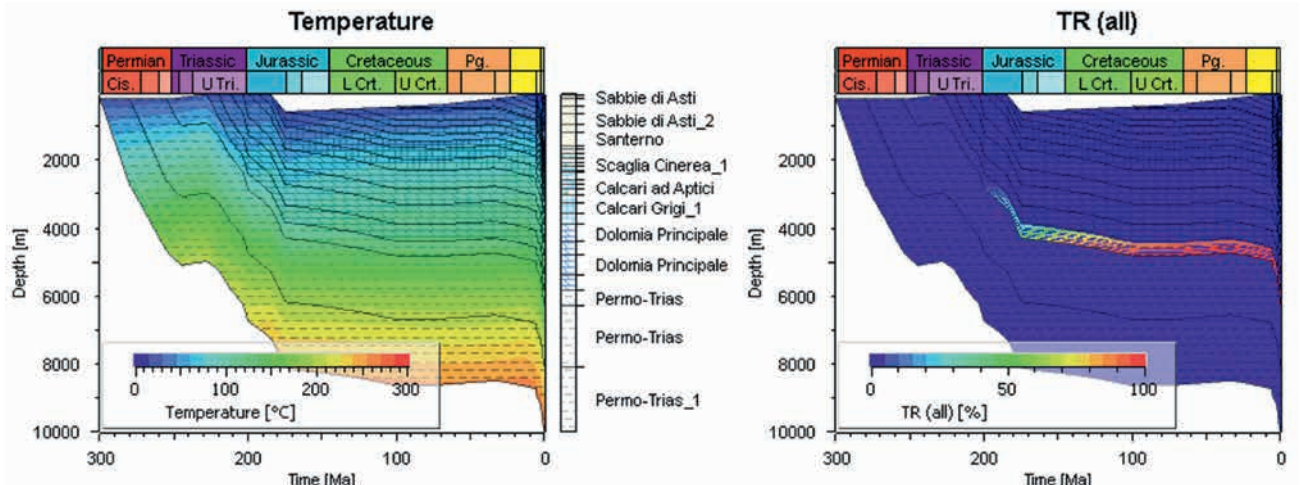 Temperature
TR (all)
Permian Triassic Jurassic Cretaceous Pg.
Cis. U Tri. L Crt. U Crt.
Permian Triassic Jurassic Cretaceous Pg.
Cis. U Tri. L Crt. U Crt.
Depth [m]
2000
4000
6000
8000
10000
0 100 200 300
Temperature [°C]
300 200 100 0
Time [Ma]
Sabbie di Asti
Sabbie di Asti_2
Santerno
Scaglia Cinerea_1
Calcari ad Aptici
Calcari Grigi_1
Dolomia Principale
Dolomia Principale
Permo-Trias
Permo-Trias
Permo-Trias_1
Depth [m]
2000
4000
6000
8000
10000
0 50 100
TR (all) [%]
300 200 100 0
Time [Ma]